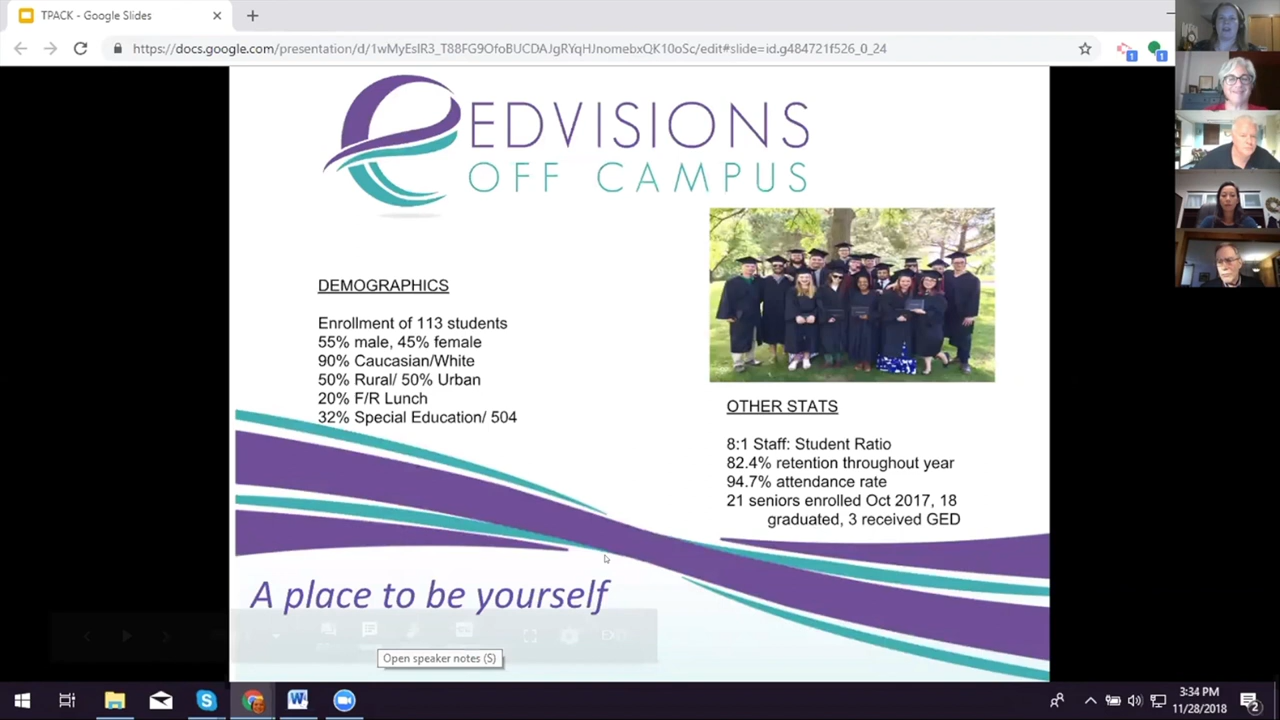 TPACK - Google Slides
https://docs.google.com/presentation/d/1wMyEsIR3_T88FG9OfoBUCDAJgRYqHJnomebxQK10oSc/edit#slide=id.g484721f526_0_24
1
1
EDVISIONS
OFF CAMPUS
DEMOGRAPHICS
Enrollment of 113 students
55% male, 45% female
90% Caucasian/White
50% Rural/ 50% Urban
20% F/R Lunch
32% Special Education/ 504
OTHER STATS
8:1 Staff: Student Ratio
82.4% retention throughout year
94.7% attendance rate
21 seniors enrolled Oct 2017, 18
graduated, 3 received GED
A place to be yourself
Open speaker notes (S)
3:34 PM
11/28/2018
2